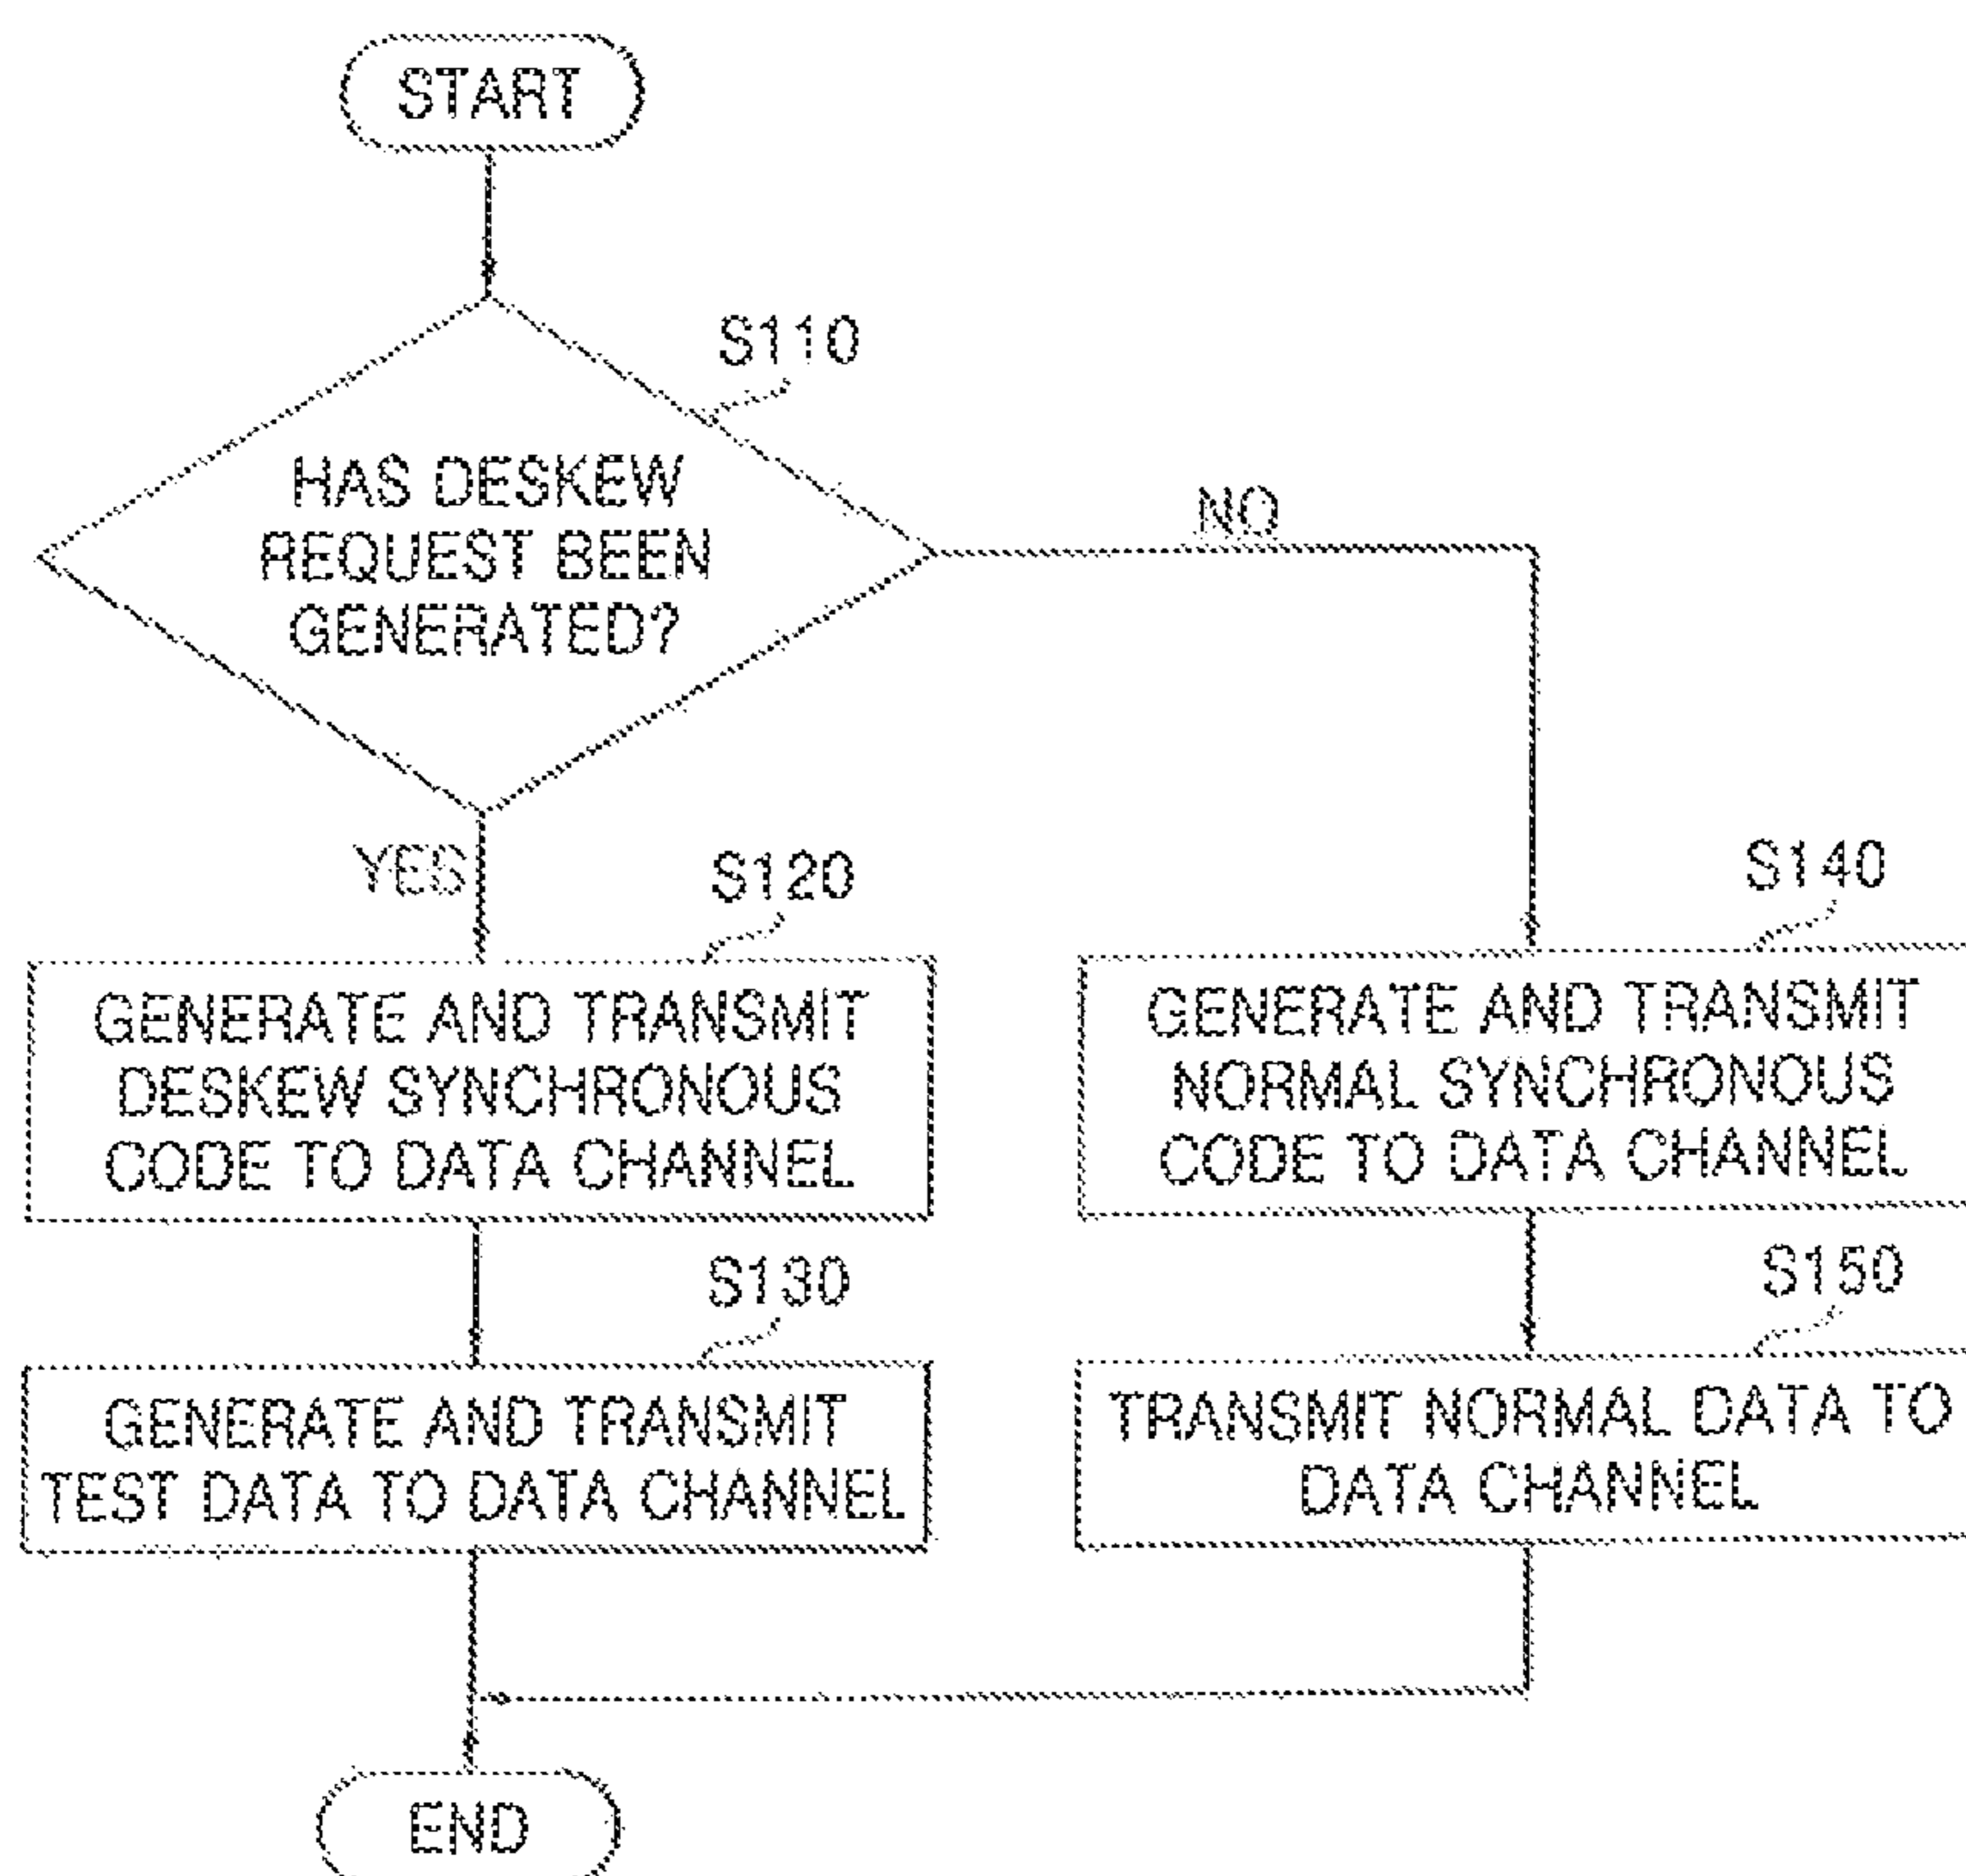 START
S110
HAS DESKEW
REQUEST BEEN
GENERATED?
NO
YES
S120
GENERATE AND TRANSMIT
DESKEW SYNCHRONOUS
CODE TO DATA CHANNEL
S130
GENERATE AND TRANSMIT
TEST DATA TO DATA CHANNEL
S140
GENERATE AND TRANSMIT
NORMAL SYNCHRONOUS
CODE TO DATA CHANNEL
S150
TRANSMIT NORMAL DATA TO
DATA CHANNEL
END